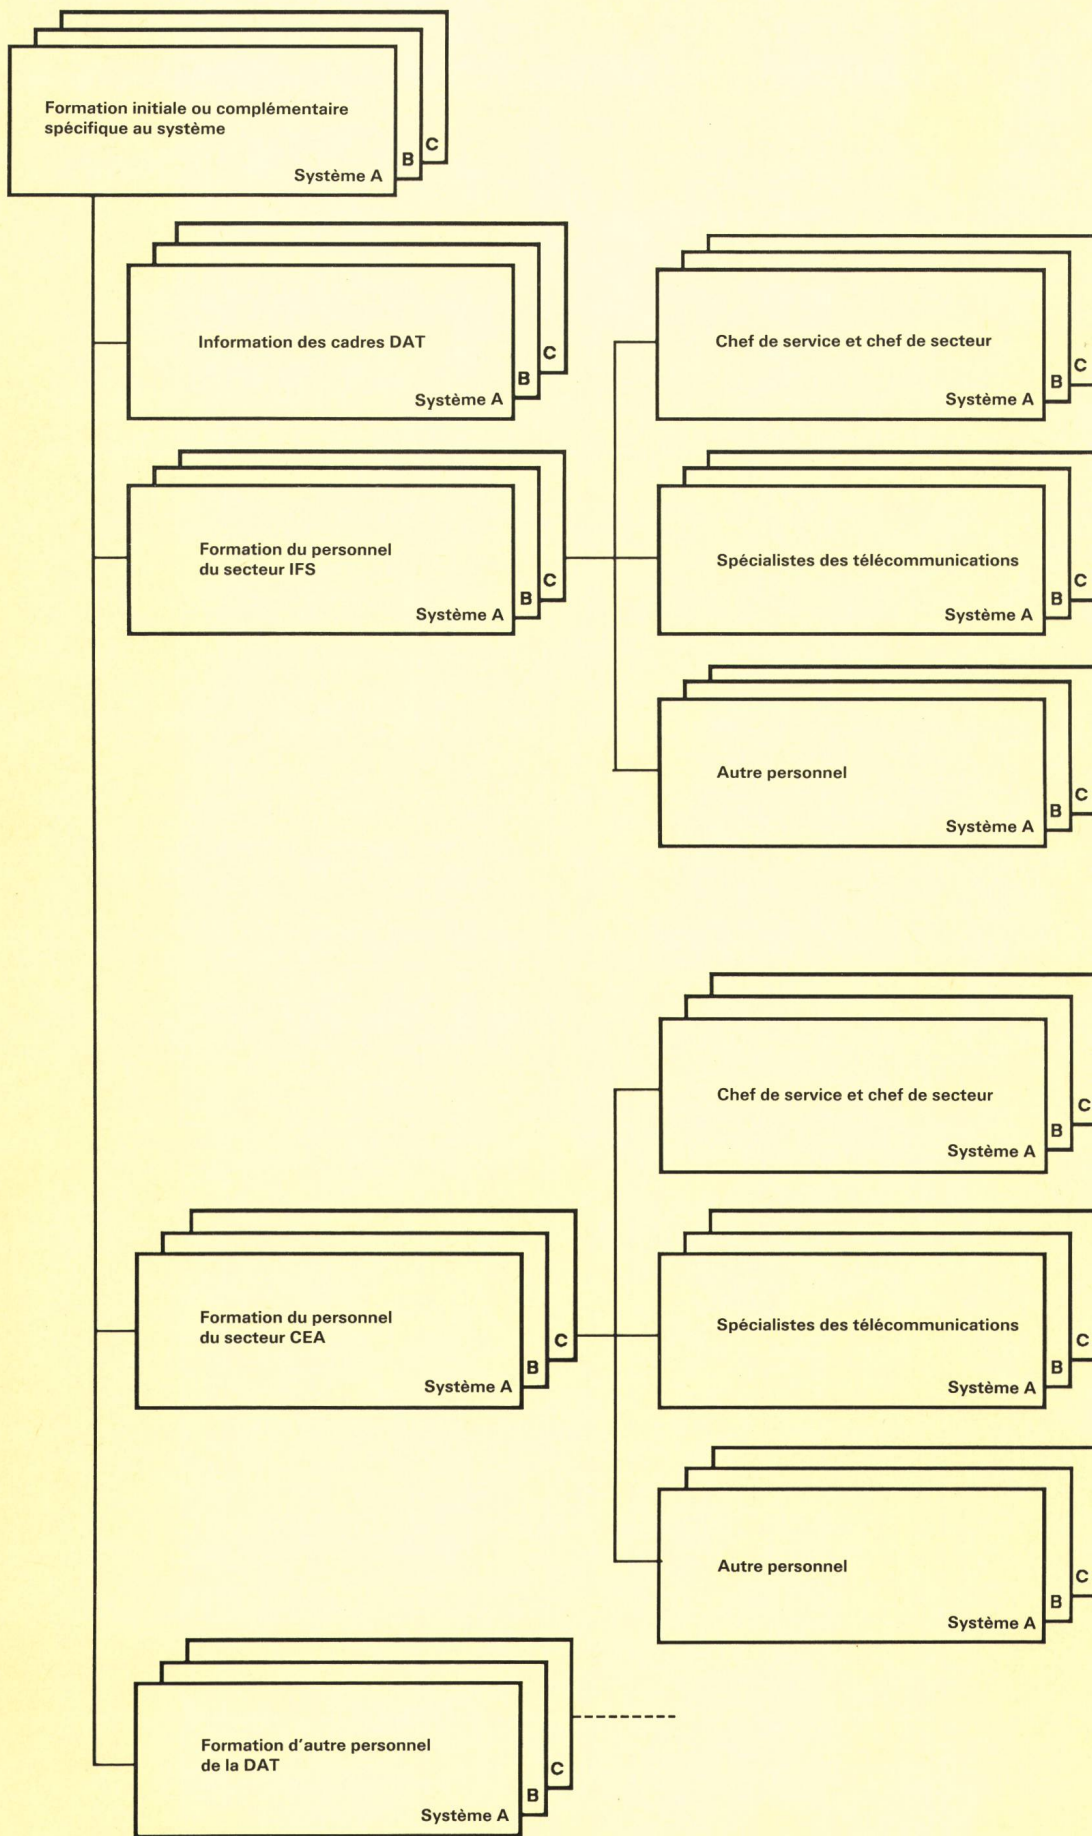 Formation initiale ou complémentaire
spécifique au système
Système A
B
C
Information des cadres DAT
Système A
B
C
Chef de service et chef de secteur
Système A
B
C
Formation du personnel
du secteur IFS
Système A
B
C
Spécialistes des télécommunications
Système A
B
C
Autre personnel
Système A
B
C
Chef de service et chef de secteur
Système A
B
C
Formation du personnel
du secteur CEA
Système A
B
C
Spécialistes des télécommunications
Système A
B
C
Autre personnel
Système A
B
C
Formation d'autre personnel
de la DAT
Système A
B
C